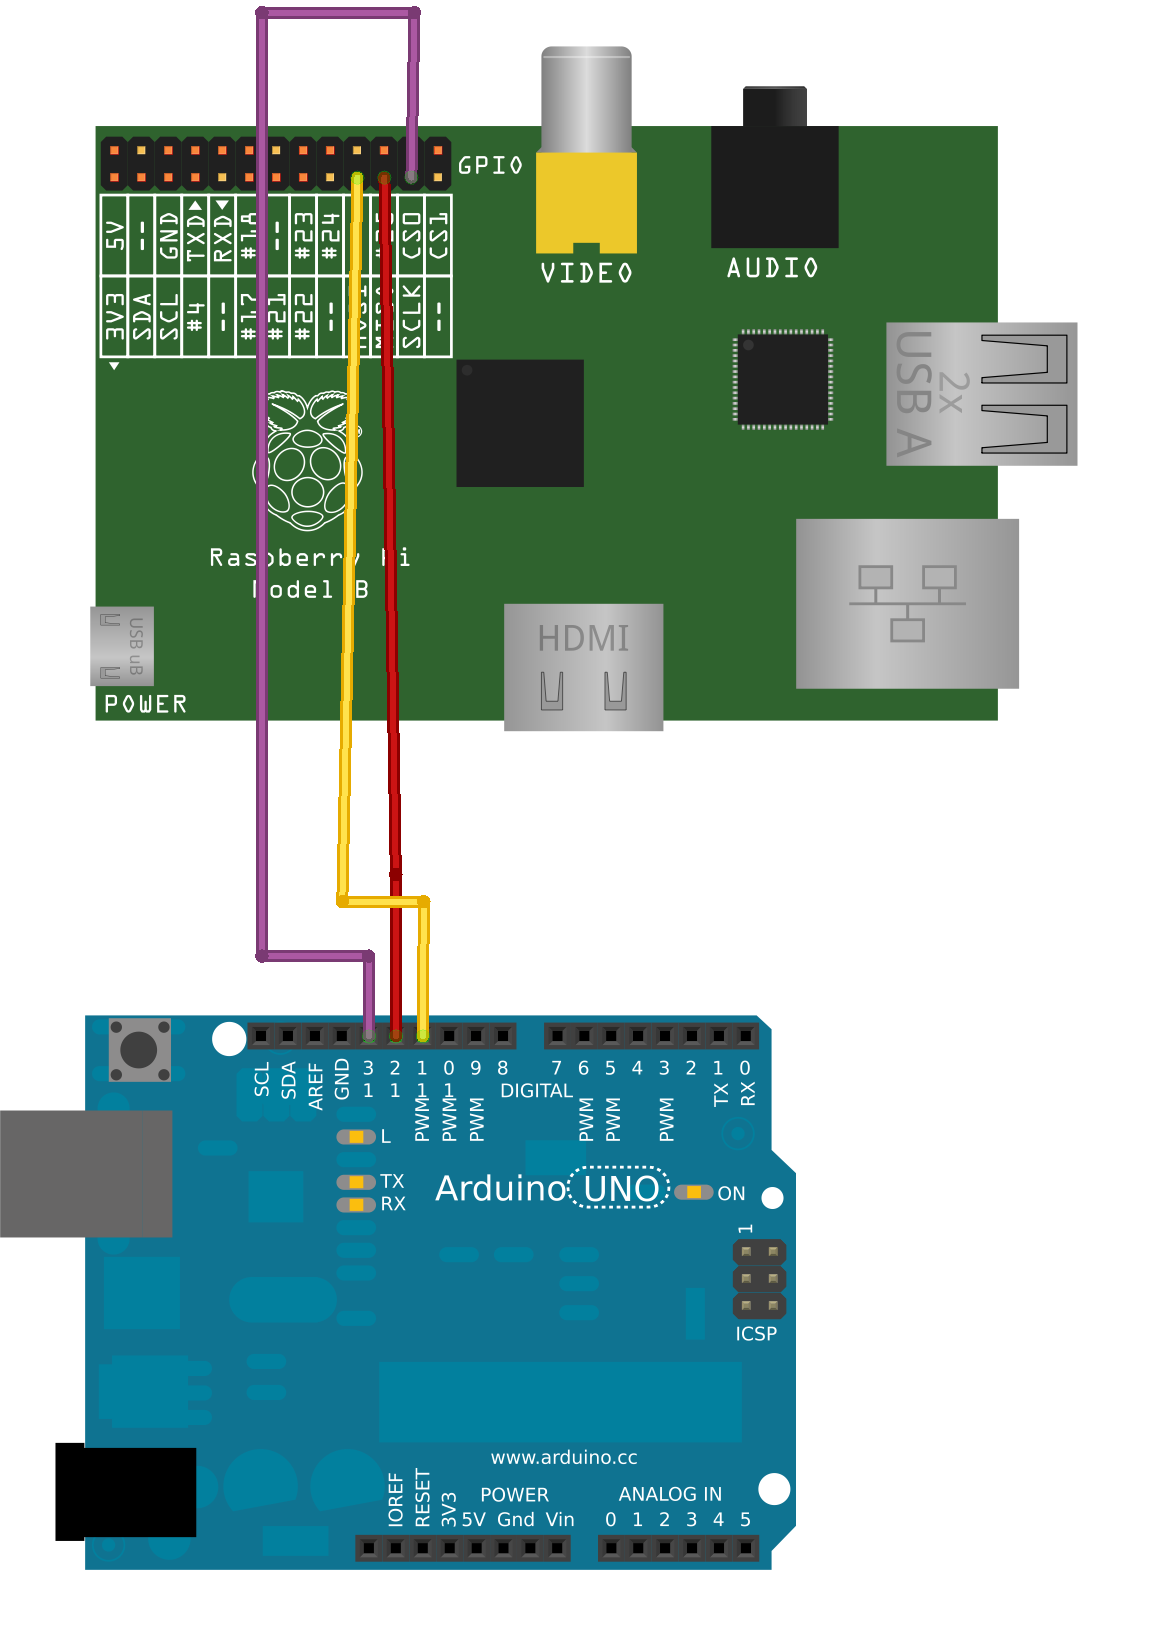 GPIO
5V -- GND TXD RXD #18 -- #23 #24 CS0 CS1
3V3 SDA SCL #4 -- #17 #21 #22 -- SCLK --
VIDEO
AUDIO
2x
USB A
Raspberry Pi
Model B
HDMI
USB uB
POWER
SCL SDA AREF GND 13 12 11 10 9 8
7 6 5 4 3 2 1 0
DIGITAL
PWM PWM PWM PWM PWM PWM TX RX
L
TX
RX
Arduino UNO
ON
1
ICSP
www.arduino.cc
POWER
ANALOG IN
IOREF RESET 3V3 5V Gnd Vin
0 1 2 3 4 5